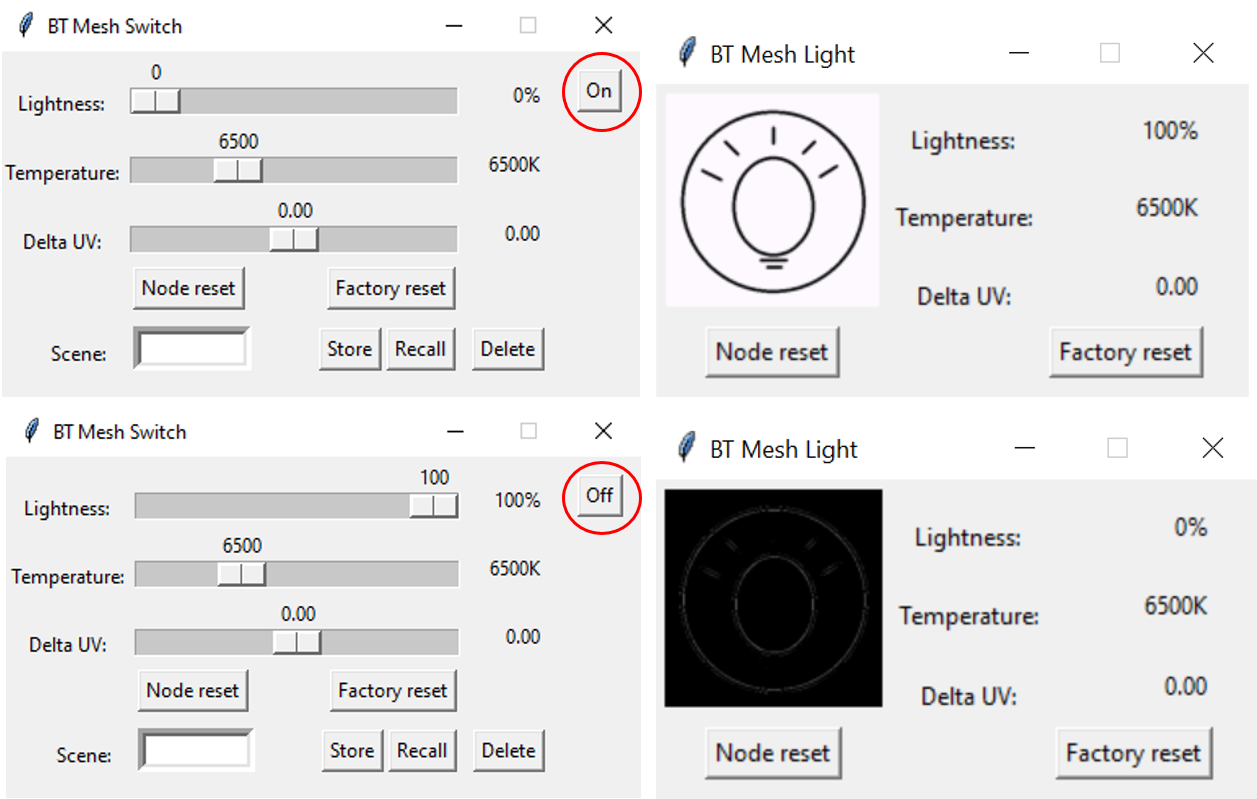 BT Mesh Switch
0
Lightness: 0% On
6500
Temperature: 6500K
0.00
Delta UV: 0.00
Node reset Factory reset
Scene: Store Recall Delete
BT Mesh Light
Lightness: 100%
Temperature: 6500K
Delta UV: 0.00
Node reset Factory reset
BT Mesh Switch
100
Lightness: 100% Off
6500
Temperature: 6500K
0.00
Delta UV: 0.00
Node reset Factory reset
Scene: Store Recall Delete
BT Mesh Light
Lightness: 0%
Temperature: 6500K
Delta UV: 0.00
Node reset Factory reset